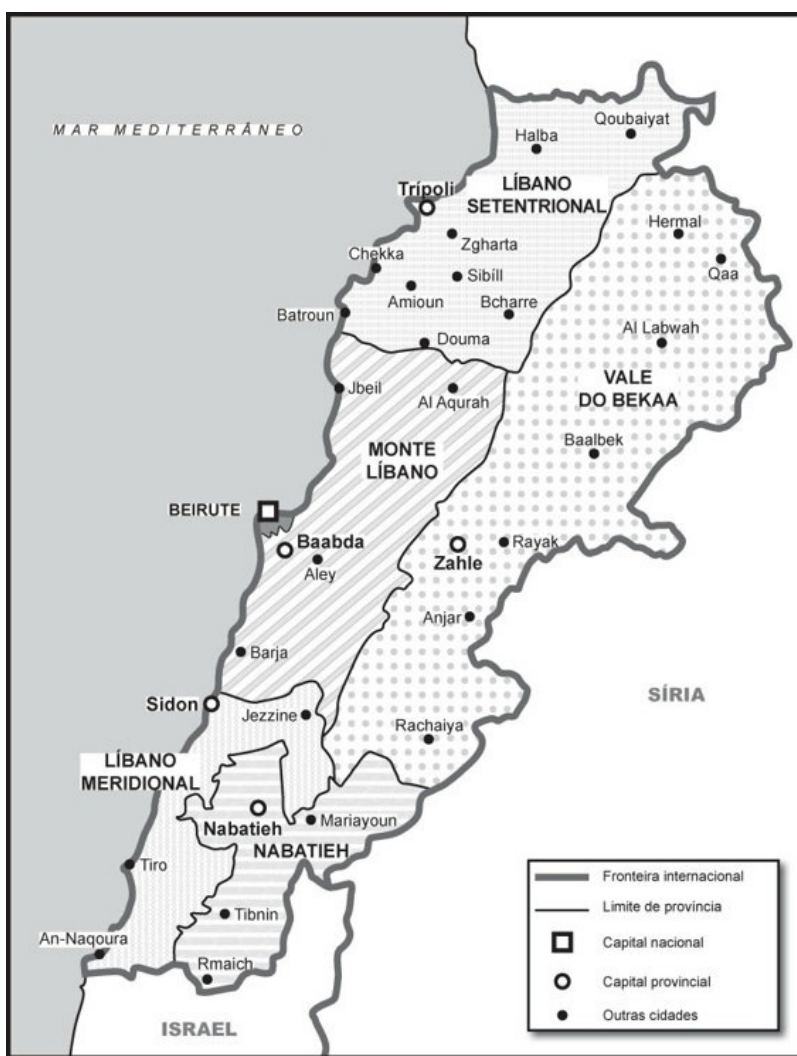 MAR MEDITERRÂNEO
Qoubaiyat
Halba
Trípoli
LÍBANO
SETENTRIONAL
Hermal
Zgharta
Chekka
Qaa
Sibíll
Amioun
Bcharre
Batroun
Al Labwah
Douma
VALE
DO BEKAA
Jbeil
Al Aqurah
MONTE
LÍBANO
Baalbek
BEIRUTE
Baabda
Rayak
Zahle
Aley
Anjar
Barja
SÍRIA
Sidon
Jezzine
Rachaiya
LÍBANO
MERIDIONAL
Nabatieh
Mariayoun
NABATIEH
Tiro
Tibnin
An-Naqoura
Rmaich
ISRAEL
Fronteira internacional
Limite de província
Capital nacional
Capital provincial
Outras cidades